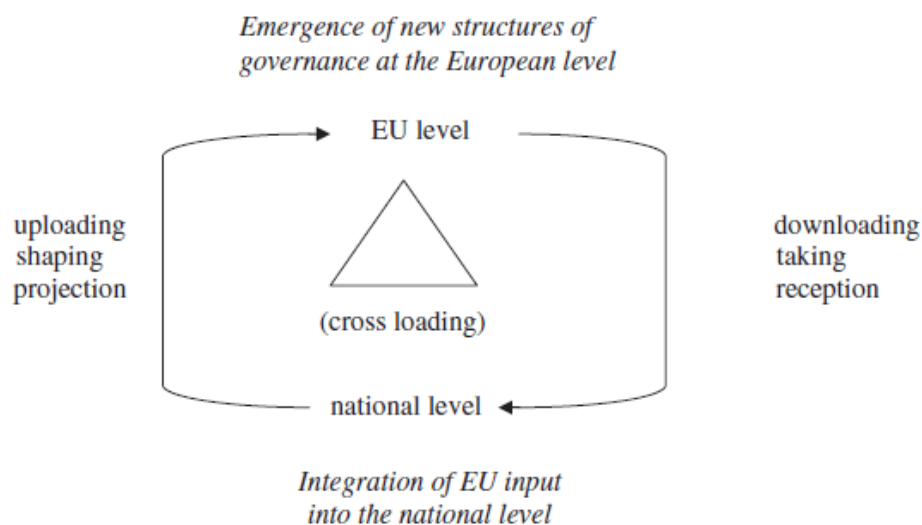 Emergence of new structures of
governance at the European level
EU level
uploading
shaping
projection
downloading
taking
reception
(cross loading)
national level
Integration of EU input
into the national level